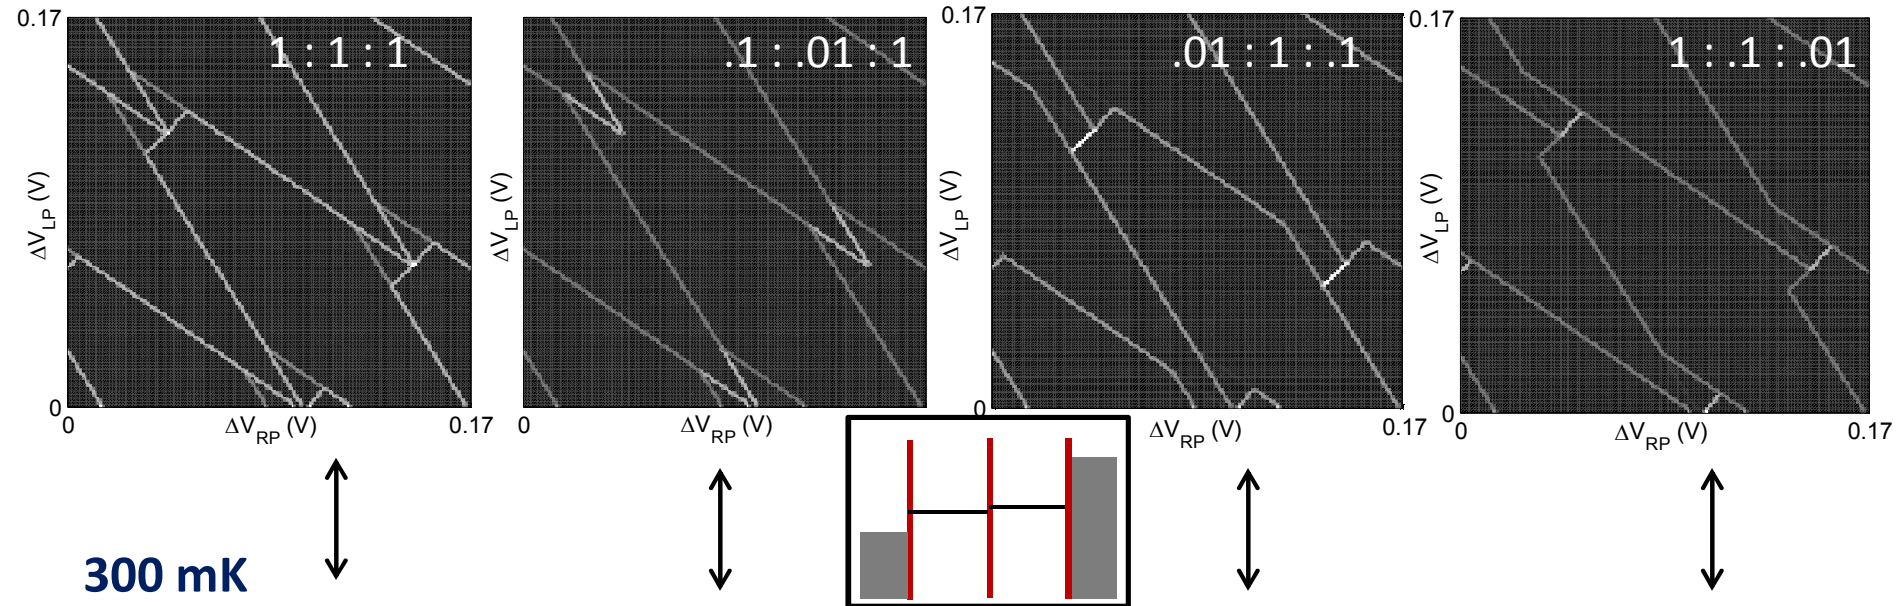 0.17
1 : 1 : 1
ΔV_LP (V)
0
0
ΔV_RP (V)
0.17
.1 : .01 : 1
ΔV_LP (V)
0
ΔV_RP (V)
0.17
.01 : 1 : .1
ΔV_LP (V)
0
ΔV_RP (V)
0.17
0.17
1 : .1 : .01
ΔV_LP (V)
0
0
ΔV_RP (V)
0.17
300 mK